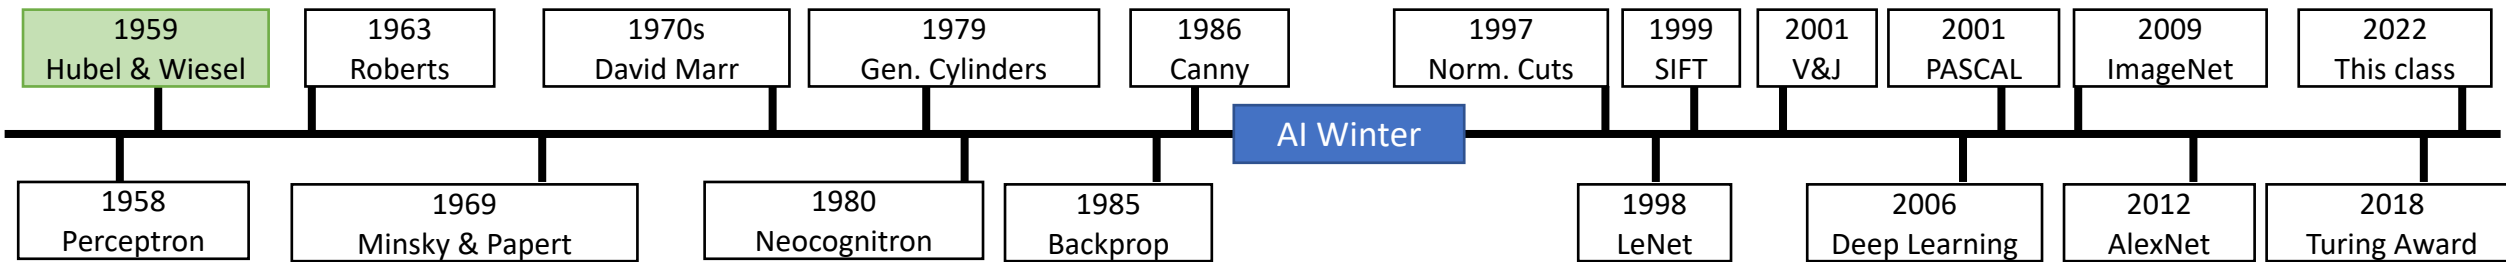 1959
Hubel & Wiesel
1963
Roberts
1970s
David Marr
1979
Gen. Cylinders
1986
Canny
1997
Norm. Cuts
1999
SIFT
2001
V&J
2001
PASCAL
2009
ImageNet
2022
This class
AI Winter
1958
Perceptron
1969
Minsky & Papert
1980
Neocognitron
1985
Backprop
1998
LeNet
2006
Deep Learning
2012
AlexNet
2018
Turing Award